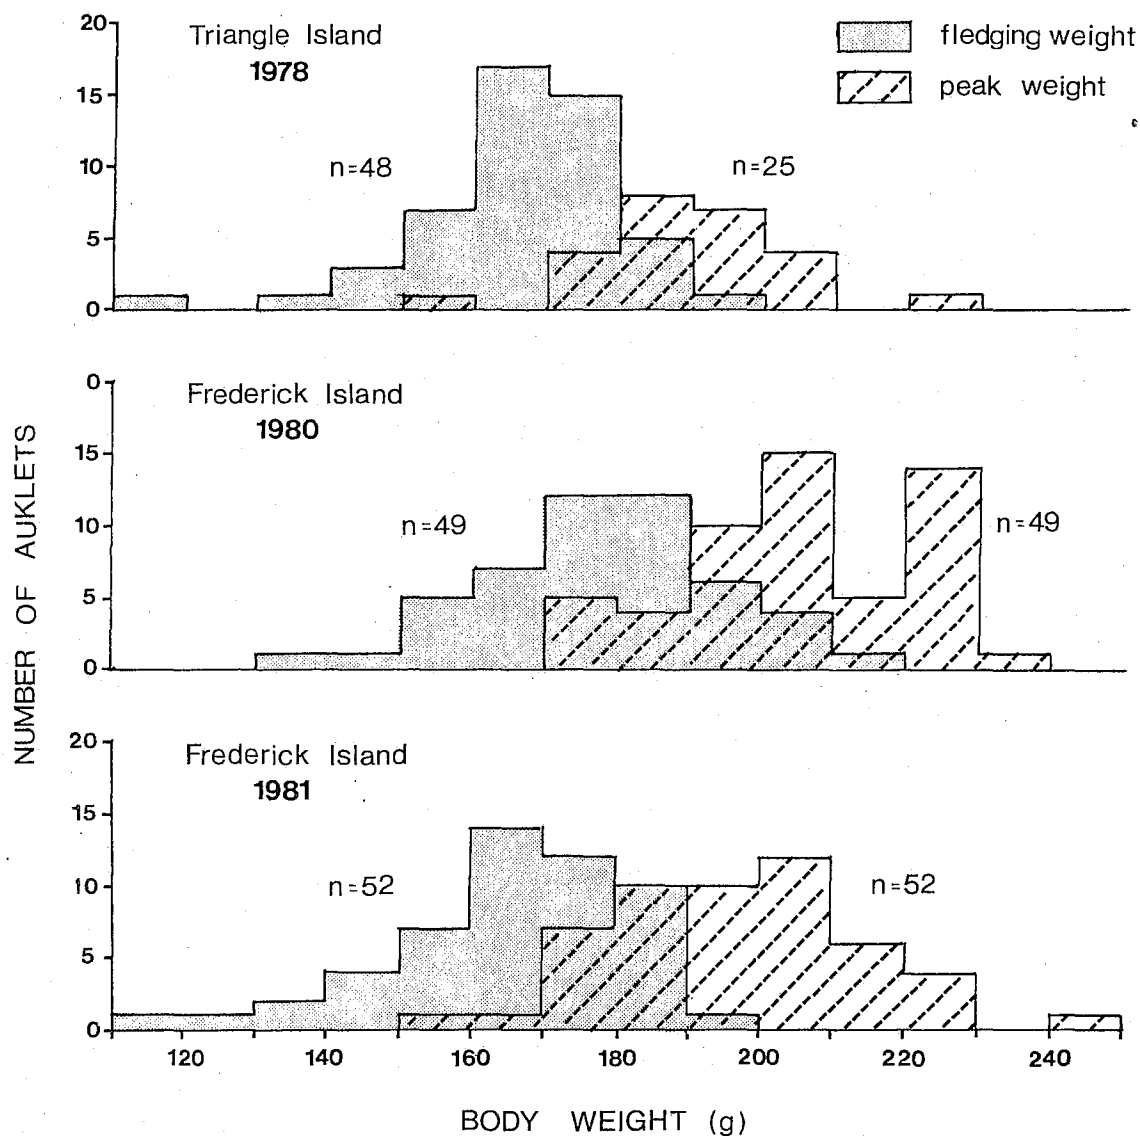 Triangle Island
1978
fledging weight
peak weight
n=48
n=25
20
15
10
5
0
Frederick Island
1980
n=49
n=49
0
15
10
5
0
NUMBER OF AUKLETS
Frederick Island
1981
n=52
n=52
20
15
10
5
0
120 140 160 180 200 220 240
BODY WEIGHT (g)